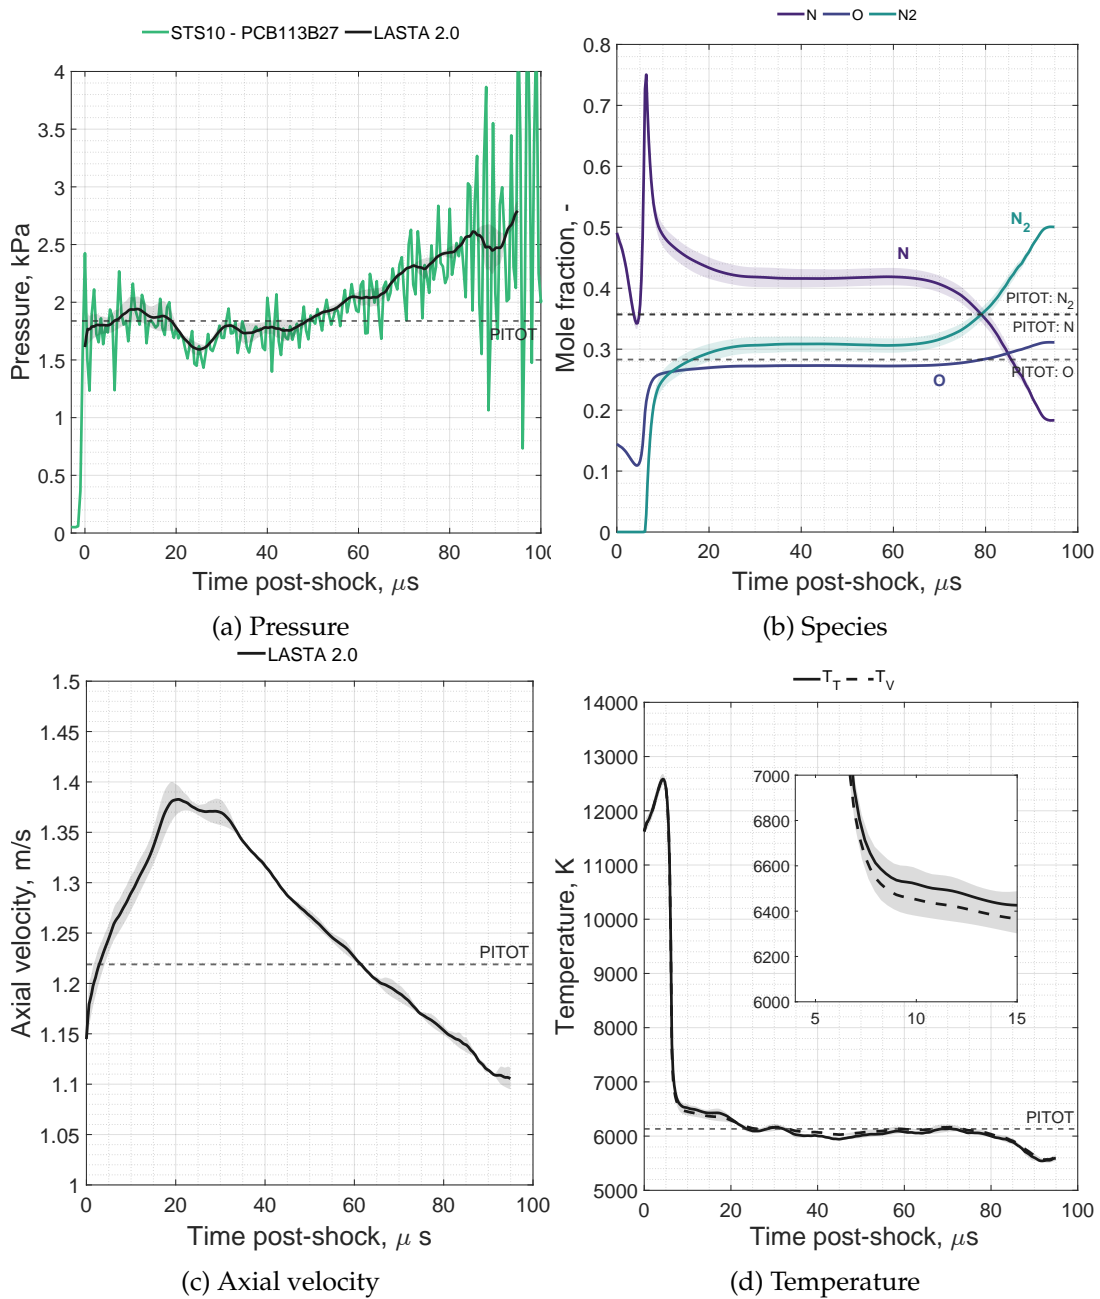 STS10 - PCB113B27 LASTA 2.0
4
3.5
3
2.5
2
1.5
1
0.5
0
Pressure, kPa
PITOT
0 20 40 60 80 100
Time post-shock, μs
(a) Pressure
N O N2
0.8
0.7
0.6
0.5
0.4
0.3
0.2
0.1
0
Mole fraction, -
N₂
N
PITOT: N₂
PITOT: N
PITOT: O
O
0 20 40 60 80 100
Time post-shock, μs
(b) Species
LASTA 2.0
1.5
1.45
1.4
1.35
1.3
1.25
1.2
1.15
1.1
1.05
1
Axial velocity, m/s
PITOT
0 20 40 60 80 100
Time post-shock, μ s
(c) Axial velocity
T_T T_V
14000
13000
12000
11000
10000
9000
8000
7000
6000
5000
Temperature, K
7000
6800
6600
6400
6200
6000
5 10 15
PITOT
0 20 40 60 80 100
Time post-shock, μs
(d) Temperature